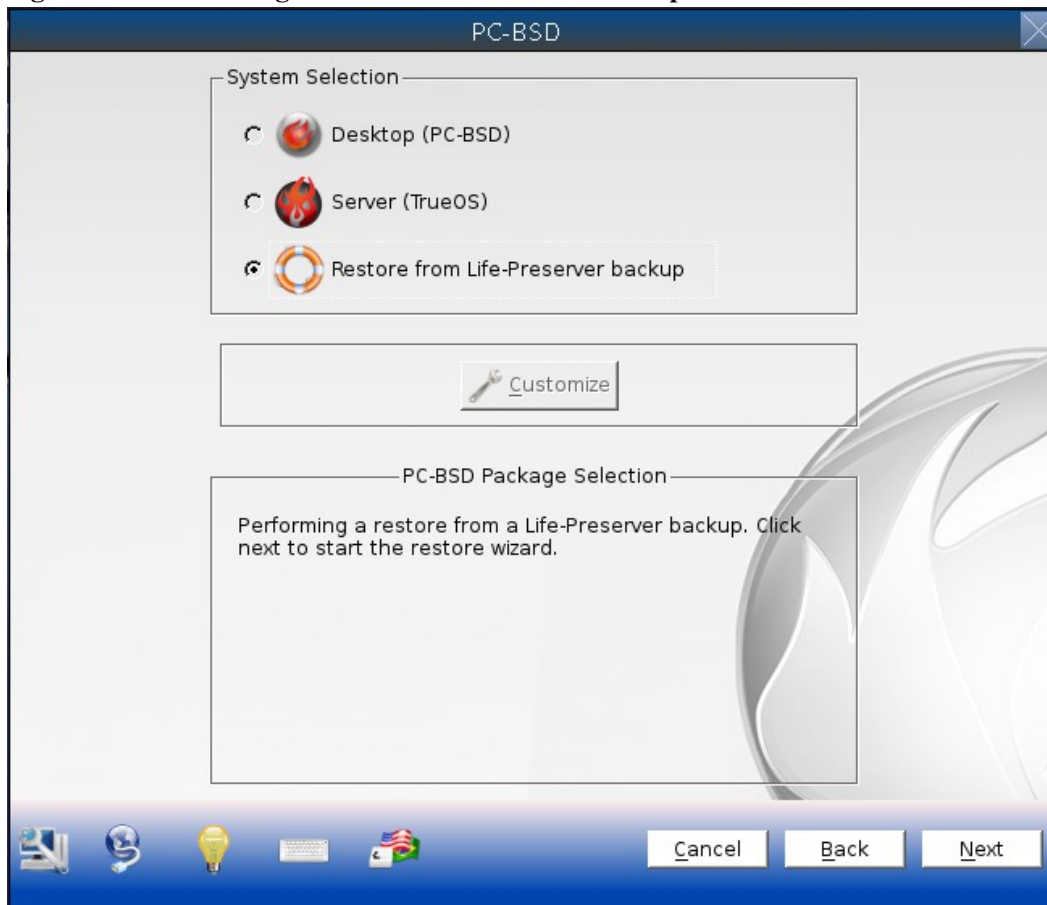 PC-BSD
System Selection
Desktop (PC-BSD)
Server (TrueOS)
Restore from Life-Preserver backup
Customize
PC-BSD Package Selection
Performing a restore from a Life-Preserver backup. Click
next to start the restore wizard.
Cancel
Back
Next